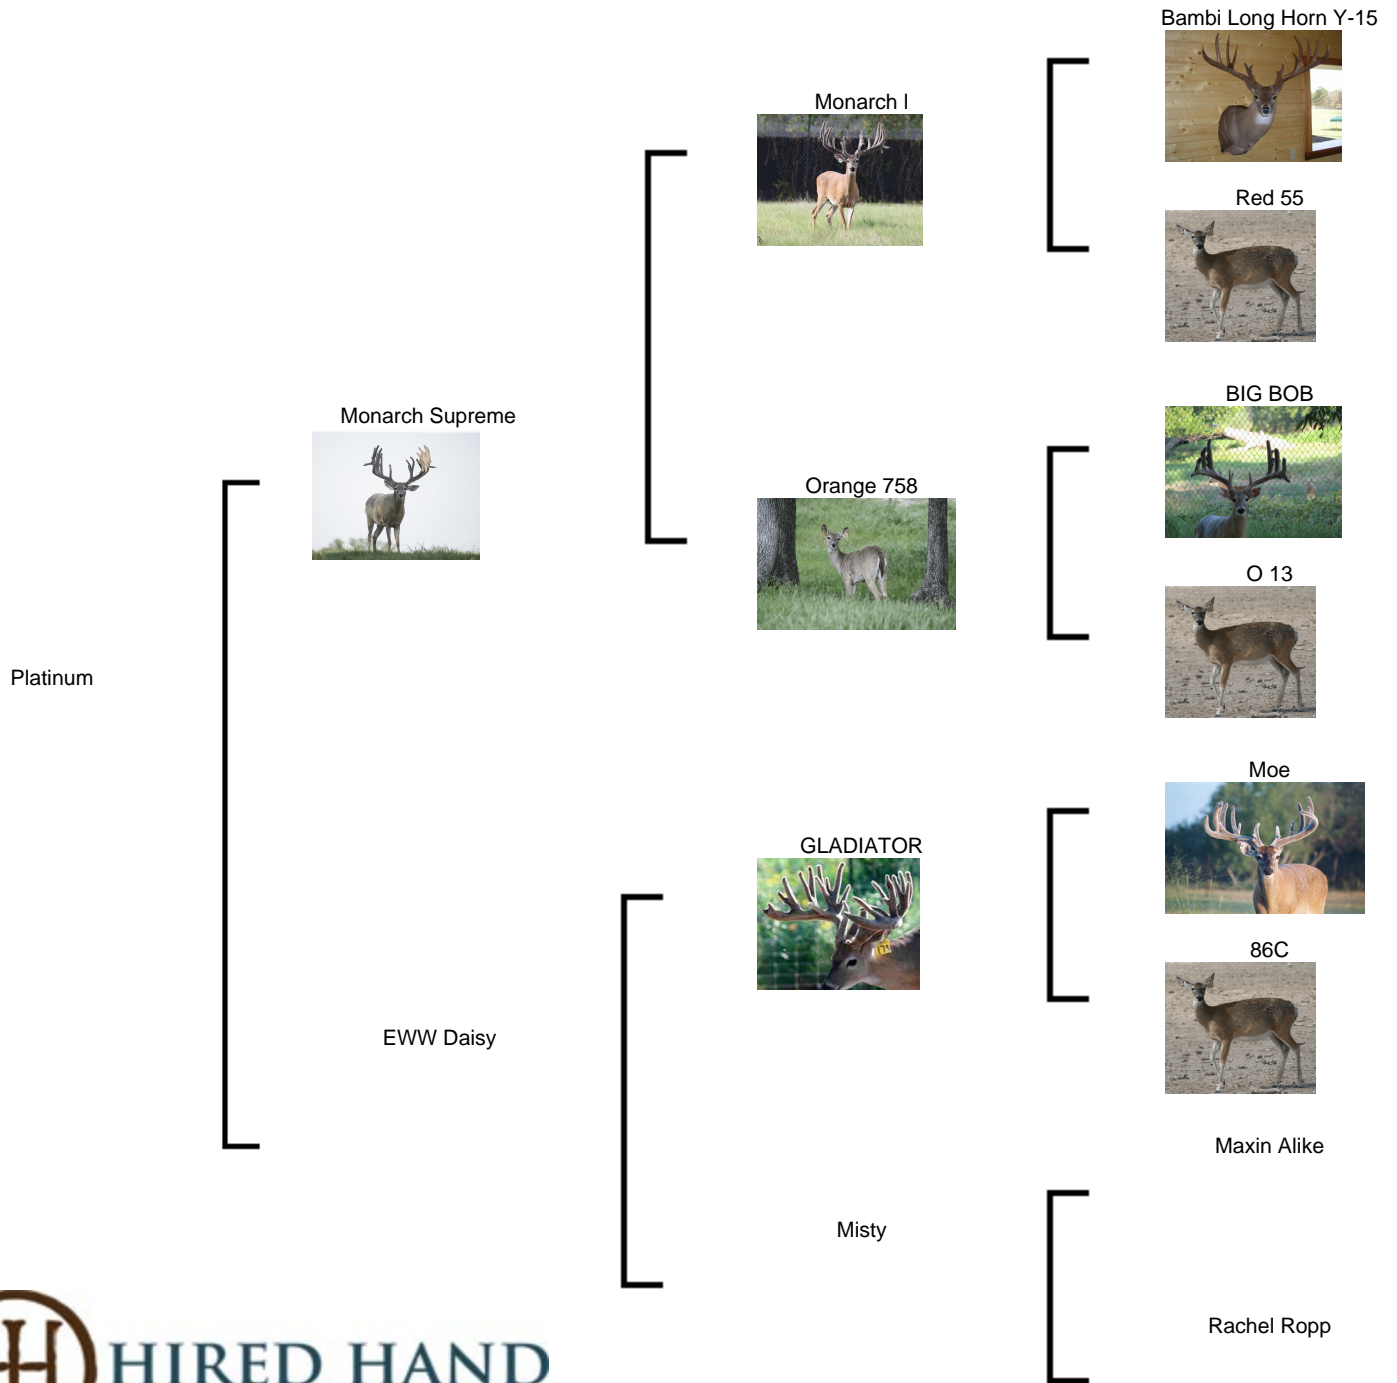 Bambi Long Horn Y-15
Monarch l
Red 55
BIG BOB
Monarch Supreme
Orange 758
O 13
Platinum
Moe
GLADIATOR
86C
EWW Daisy
Maxin Alike
Misty
Rachel Ropp
H HIRED HAND